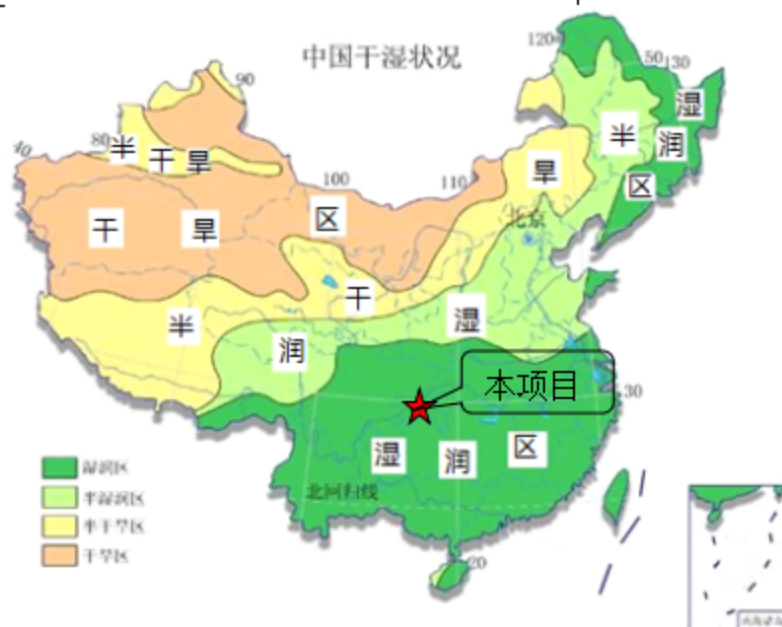 中国干湿状况
120
50
130
90
80
40
100
110
半 干 旱
干 旱 区
旱
半 湿
润
区
北京
半 干
润 湿
本项目
30
湿 润 区
北回归线
20
湿润区
半湿润区
半干旱区
干旱区